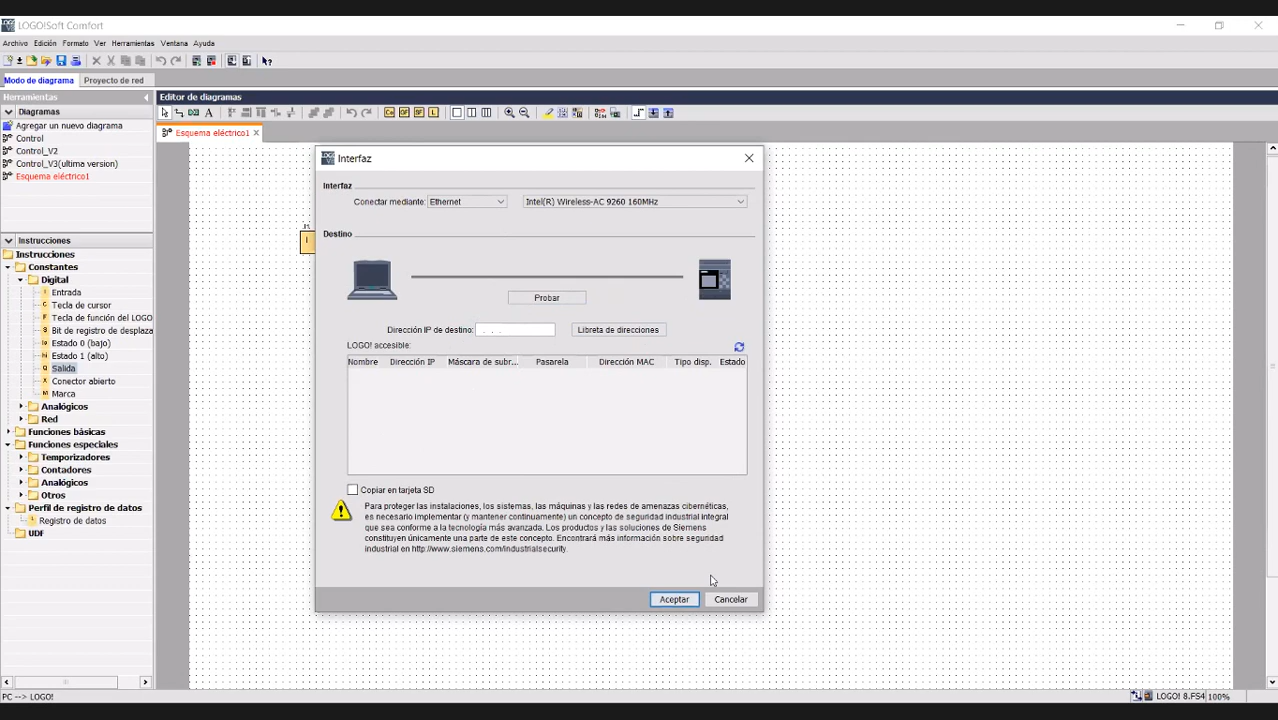 LOGO!Soft Comfort
Archivo Edición Formato Ver Herramientas Ventana Ayuda
Modo de diagrama Proyecto de red
Herramientas
Diagramas
Agregar un nuevo diagrama
Control
Control_V2
Control_V3(ultima version)
Esquema eléctrico1
Instrucciones
Instrucciones
Constantes
Digital
I Entrada
C Tecla de cursor
F Tecla de función del LOGO
S Bit de registro de desplaza
lo Estado 0 (bajo)
hi Estado 1 (alto)
Q Salida
X Conector abierto
M Marca
Analógicos
Red
Funciones básicas
Funciones especiales
Temporizadores
Contadores
Analógicos
Otros
Perfil de registro de datos
Registro de datos
UDF
Editor de diagramas
A Co GF SF L
Esquema eléctrico1
I1
I
Interfaz
Interfaz
Conectar mediante: Ethernet Intel(R) Wireless-AC 9260 160MHz
Destino
Probar
Dirección IP de destino: . . . Libreta de direcciones
LOGO! accesible:
Nombre Dirección IP Máscara de subr... Pasarela Dirección MAC Tipo disp. Estado
Copiar en tarjeta SD
Para proteger las instalaciones, los sistemas, las máquinas y las redes de amenazas cibernéticas,
es necesario implementar (y mantener continuamente) un concepto de seguridad industrial integral
que sea conforme a la tecnología más avanzada. Los productos y las soluciones de Siemens
constituyen únicamente una parte de este concepto. Encontrará más información sobre seguridad
industrial en http://www.siemens.com/industrialsecurity.
Aceptar Cancelar
PC --> LOGO!
LOGO! 8.FS4 100%